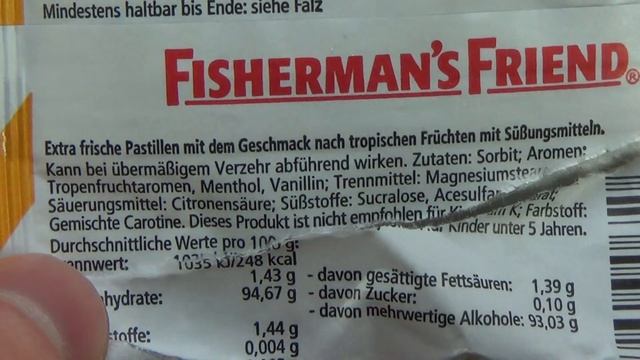 Mindestens haltbar bis Ende: siehe Falz
FISHERMAN'S FRIEND®
Extra frische Pastillen mit dem Geschmack nach tropischen Früchten mit Süßungsmitteln.
Kann bei übermäßigem Verzehr abführend wirken. Zutaten: Sorbit; Aromen:
Tropenfruchtaromen, Menthol, Vanillin; Trennmittel: Magnesiumstea
Säuerungsmittel: Citronensäure; Süßstoffe: Sucralose, Acesulfam K; Farbstoff:
Gemischte Carotine. Dieses Produkt ist nicht empfohlen für Kinder unter 5 Jahren.
Durchschnittliche Werte pro 100 g:
ennwert: 1035 kJ/248 kcal
1,43 g - davon gesättigte Fettsäuren: 1,39 g
hydrate: 94,67 g - davon Zucker: 0,10 g
- davon mehrwertige Alkohole: 93,03 g
toffe: 1,44 g
0,004 g